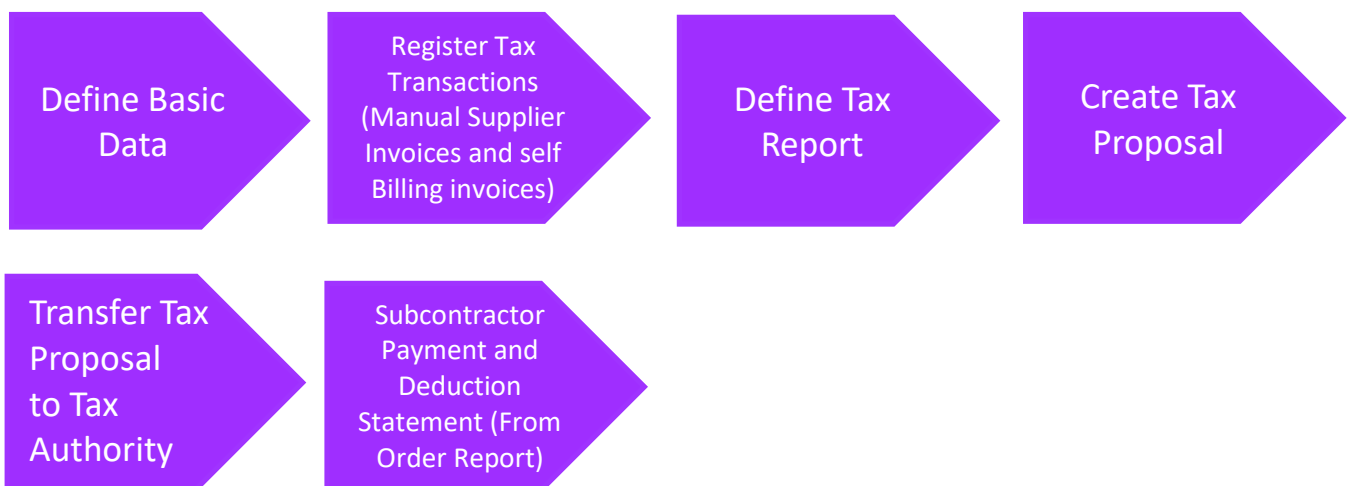 Define Basic
Data
Register Tax
Transactions
(Manual Supplier
Invoices and self
Billing invoices)
Define Tax
Report
Create Tax
Proposal
Transfer Tax
Proposal
to Tax
Authority
Subcontractor
Payment and
Deduction
Statement (From
Order Report)